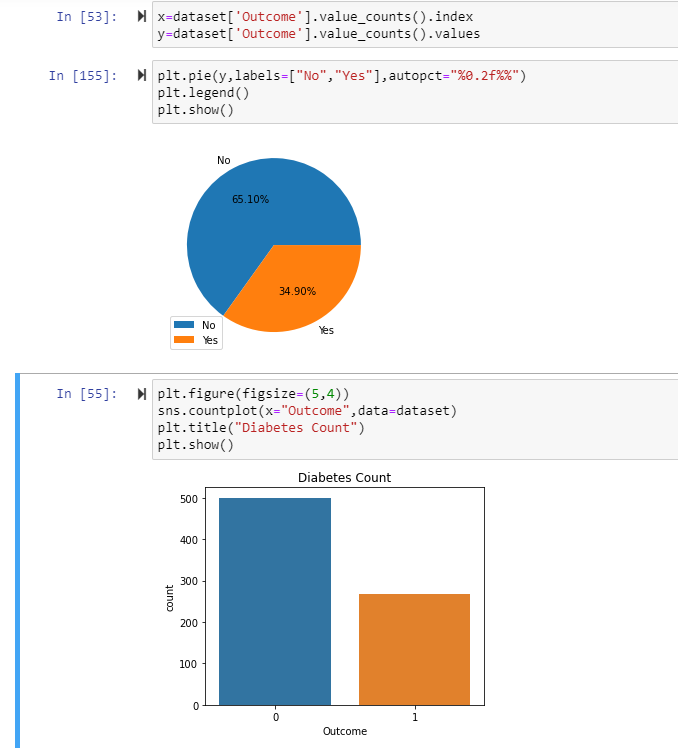 In [53]:
x=dataset['Outcome'].value_counts().index
y=dataset['Outcome'].value_counts().values
In [155]:
plt.pie(y,labels=["No","Yes"],autopct="%0.2f%%")
plt.legend()
plt.show()
No
65.10%
34.90%
Yes
No
Yes
In [55]:
plt.figure(figsize=(5,4))
sns.countplot(x="Outcome",data=dataset)
plt.title("Diabetes Count")
plt.show()
Diabetes Count
500
400
300
200
100
0
count
0 1
Outcome